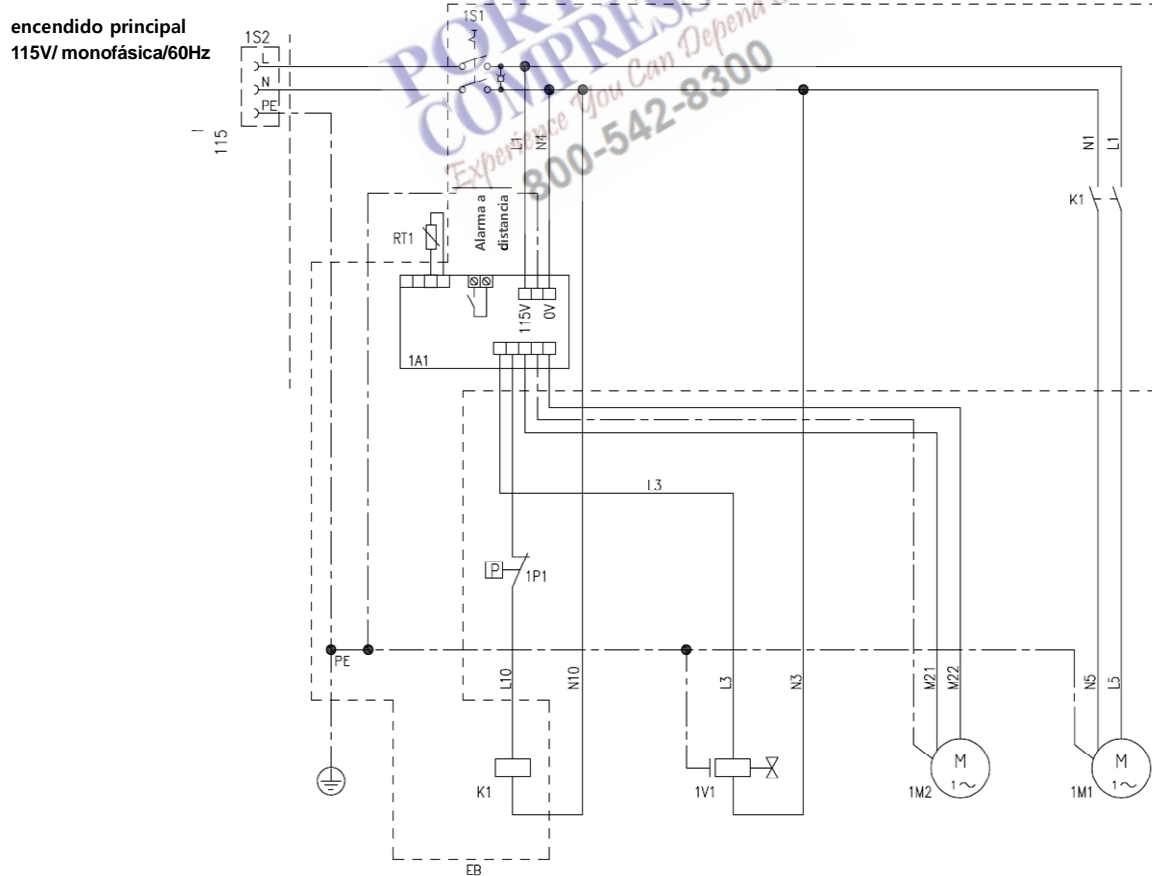 encendido principal
115V/ monofásica/60Hz
1S2
L
N
PE
115
1S1
COMPRESS
Experience You Can Depend
800-542-8300
L1
N4
N1
L1
K1
RT1
Alarma a
distancia
115V
0V
1A1
L3
P
1P1
PE
L10
N10
L3
N3
M21
M22
N5
L5
K1
1V1
M
1~
1M2
M
1~
1M1
EB